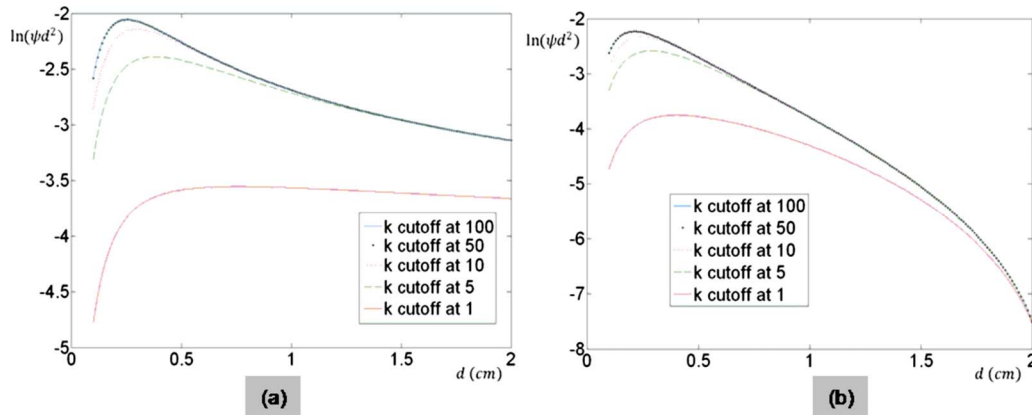 ln(ψd²)
-2
-2.5
-3
-3.5
-4
-4.5
-5
0
0.5
1
1.5
2
d (cm)
k cutoff at 100
k cutoff at 50
k cutoff at 10
k cutoff at 5
k cutoff at 1
(a)
ln(ψd²)
-2
-3
-4
-5
-6
-7
-8
0
0.5
1
1.5
2
d (cm)
k cutoff at 100
k cutoff at 50
k cutoff at 10
k cutoff at 5
k cutoff at 1
(b)